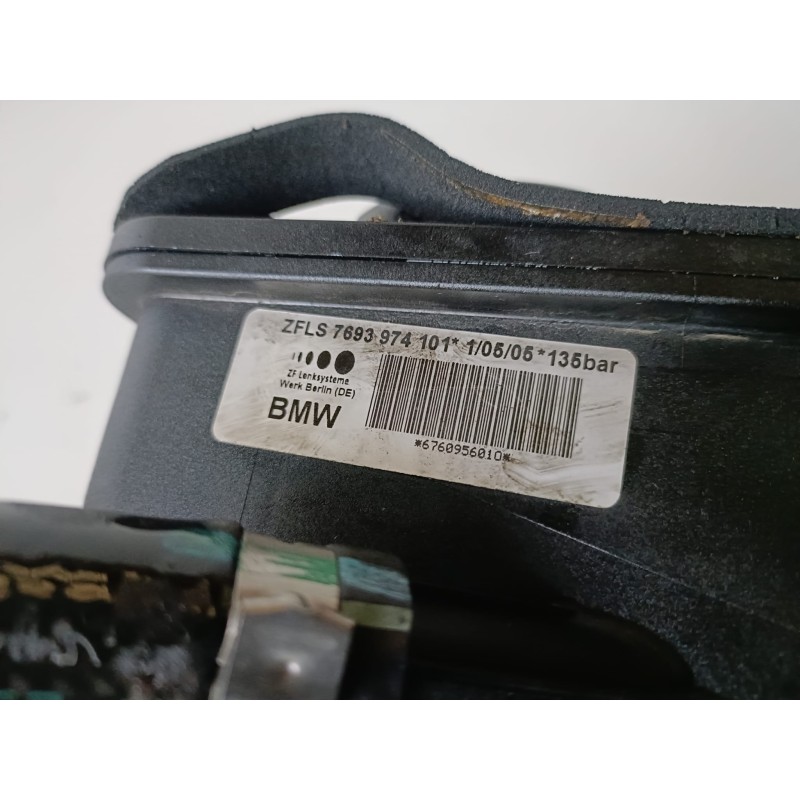 ZFLS 7693 974 101* 1/05/05 *135bar
ZF Lenksysteme
Werk Berlin (DE)
BMW
*6760956010*